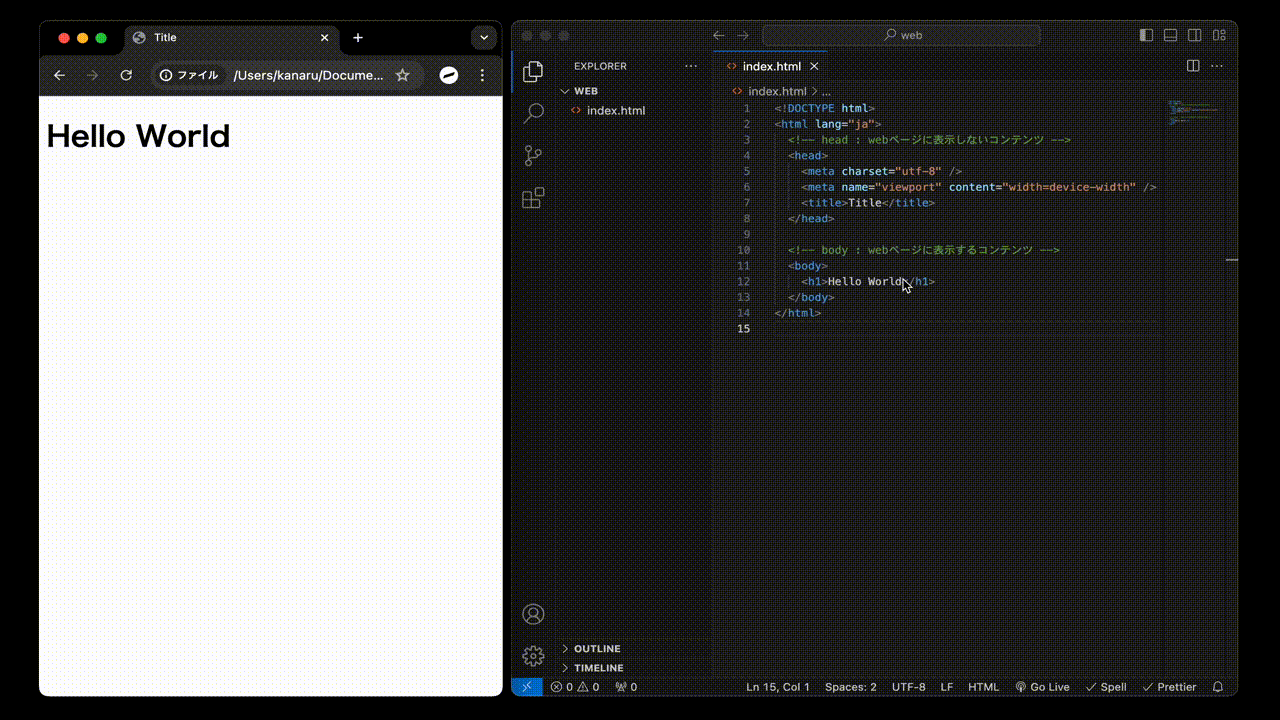 Title
ファイル /Users/kanaru/Docume...
Hello World
web
EXPLORER
WEB
index.html
index.html
index.html > ...
1 <!DOCTYPE html>
2 <html lang="ja">
3 <!-- head : webページに表示しないコンテンツ -->
4 <head>
5 <meta charset="utf-8" />
6 <meta name="viewport" content="width=device-width" />
7 <title>Title</title>
8 </head>
9
10 <!-- body : webページに表示するコンテンツ -->
11 <body>
12 <h1>Hello World</h1>
13 </body>
14 </html>
15
OUTLINE
TIMELINE
0 0 0 Ln 15, Col 1 Spaces: 2 UTF-8 LF HTML Go Live Spell Prettier